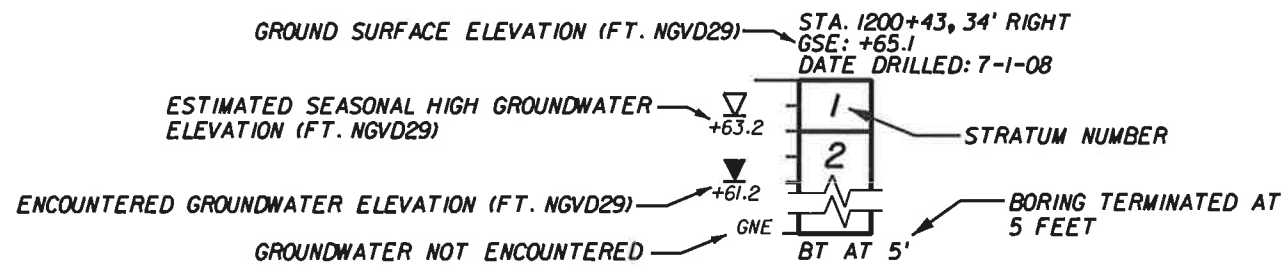 GROUND SURFACE ELEVATION (FT. NGVD29)
STA. 1200+43, 34' RIGHT
GSE: +65.1
DATE DRILLED: 7-1-08
ESTIMATED SEASONAL HIGH GROUNDWATER
ELEVATION (FT. NGVD29)
+63.2
1
STRATUM NUMBER
2
ENCOUNTERED GROUNDWATER ELEVATION (FT. NGVD29)
+61.2
BORING TERMINATED AT
5 FEET
GNE
GROUNDWATER NOT ENCOUNTERED
BT AT 5'